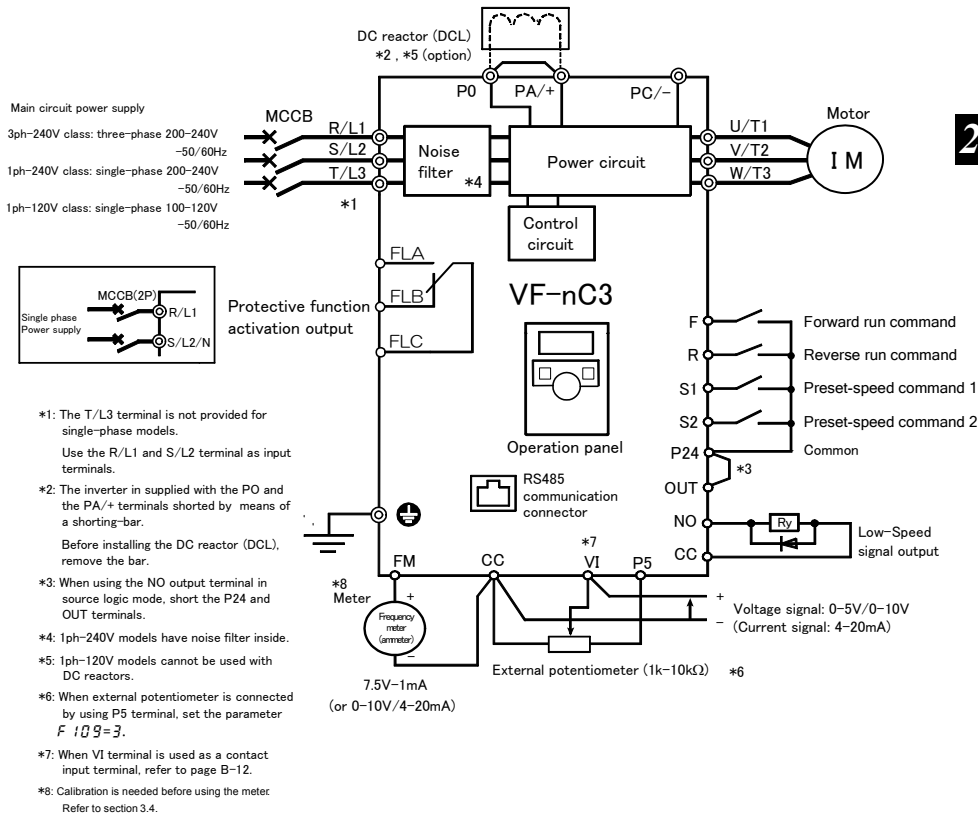 DC reactor (DCL)
*2 , *5 (option)
P0
PA/+
PC/-
Main circuit power supply
MCCB
Motor
3ph-240V class: three-phase 200-240V
-50/60Hz
1ph-240V class: single-phase 200-240V
-50/60Hz
1ph-120V class: single-phase 100-120V
-50/60Hz
R/L1
S/L2
T/L3
*1
Noise
filter
*4
Power circuit
Control
circuit
U/T1
V/T2
W/T3
I M
2
MCCB(2P)
R/L1
Single phase
Power supply
S/L2/N
Protective function
activation output
FLA
FLB
FLC
VF-nC3
Operation panel
RS485
communication
connector
F
Forward run command
R
Reverse run command
S1
Preset-speed command 1
S2
Preset-speed command 2
P24
Common
*3
OUT
NO
Ry
Low-Speed
signal output
CC
FM
CC
*7
VI
P5
*8
Meter
+
Frequency
meter
(ammeter)
-
7.5V-1mA
(or 0-10V/4-20mA)
+
-
Voltage signal: 0-5V/0-10V
(Current signal: 4-20mA)
External potentiometer (1k-10kΩ)
*6
*1: The T/L3 terminal is not provided for
single-phase models.
Use the R/L1 and S/L2 terminal as input
terminals.
*2: The inverter in supplied with the PO and
the PA/+ terminals shorted by means of
a shorting-bar.
Before installing the DC reactor (DCL),
remove the bar.
*3: When using the NO output terminal in
source logic mode, short the P24 and
OUT terminals.
*4: 1ph-240V models have noise filter inside.
*5: 1ph-120V models cannot be used with
DC reactors.
*6: When external potentiometer is connected
by using P5 terminal, set the parameter
F 109=3.
*7: When VI terminal is used as a contact
input terminal, refer to page B-12.
*8: Calibration is needed before using the meter.
Refer to section 3.4.